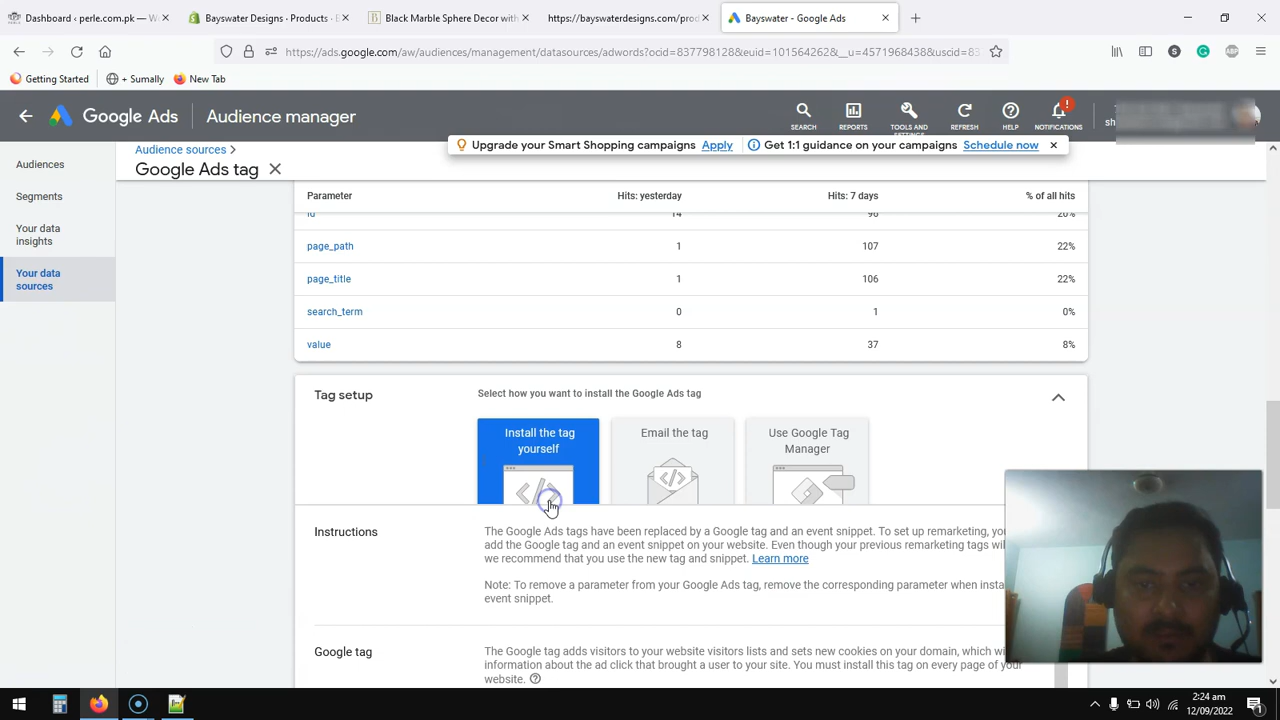 Dashboard ‹ perle.com.pk — W
Bayswater Designs · Products · B
Black Marble Sphere Decor with
https://bayswaterdesigns.com/prod
Bayswater - Google Ads
https://ads.google.com/aw/audiences/management/datasources/adwords?ocid=837798128&euid=101564262&__u=4571968438&uscid=83
Getting Started
+ Sumally
New Tab
Google Ads
Audience manager
SEARCH
REPORTS
TOOLS AND
REFRESH
HELP
NOTIFICATIONS
sh
Upgrade your Smart Shopping campaigns Apply
Get 1:1 guidance on your campaigns Schedule now
Audiences
Segments
Your data
insights
Your data
sources
Audience sources
Google Ads tag
Parameter Hits: yesterday Hits: 7 days % of all hits
id 14 96 20%
page_path 1 107 22%
page_title 1 106 22%
search_term 0 1 0%
value 8 37 8%
Tag setup
Select how you want to install the Google Ads tag
Install the tag
yourself
Email the tag
Use Google Tag
Manager
Instructions
The Google Ads tags have been replaced by a Google tag and an event snippet. To set up remarketing, you
add the Google tag and an event snippet on your website. Even though your previous remarketing tags will
we recommend that you use the new tag and snippet. Learn more
Note: To remove a parameter from your Google Ads tag, remove the corresponding parameter when insta
event snippet.
Google tag
The Google tag adds visitors to your website visitors lists and sets new cookies on your domain, which wi
information about the ad click that brought a user to your site. You must install this tag on every page of your
website.
2:24 am
12/09/2022